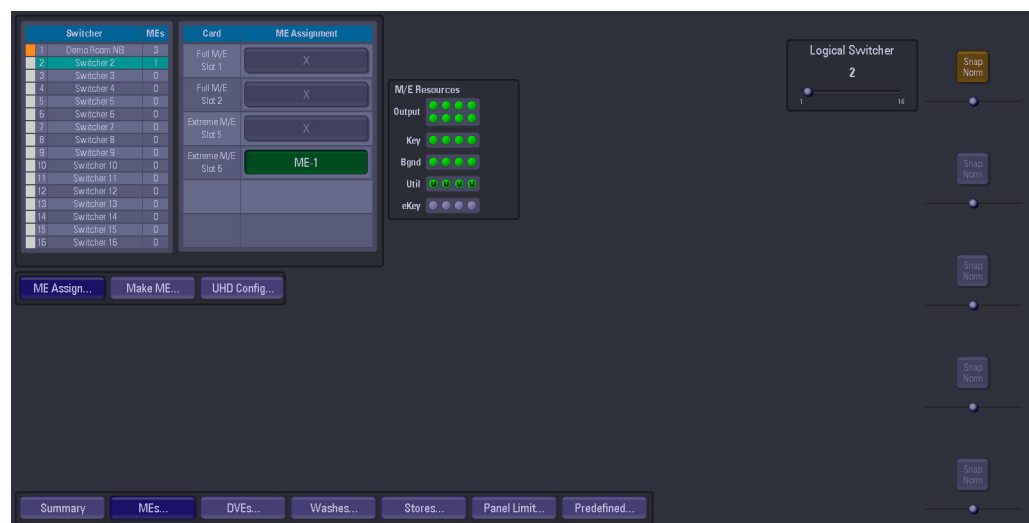 Switcher MEs
1 Demo Room NB 3
2 Switcher 2 1
3 Switcher 3 0
4 Switcher 4 0
5 Switcher 5 0
6 Switcher 6 0
7 Switcher 7 0
8 Switcher 8 0
9 Switcher 9 0
10 Switcher 10 0
11 Switcher 11 0
12 Switcher 12 0
13 Switcher 13 0
14 Switcher 14 0
15 Switcher 15 0
16 Switcher 16 0
Card ME Assignment
Full M/E
Slot 1
X
Full M/E
Slot 2
X
Extreme M/E
Slot 5
X
Extreme M/E
Slot 6
ME-1
M/E Resources
Output
Key
Bgnd
Util U U U U
eKey
Logical Switcher
2
1 16
Snap
Norm
Snap
Norm
Snap
Norm
Snap
Norm
Snap
Norm
ME Assign... Make ME... UHD Config...
Summary MEs... DVEs... Washes... Stores... Panel Limit... Predefined...